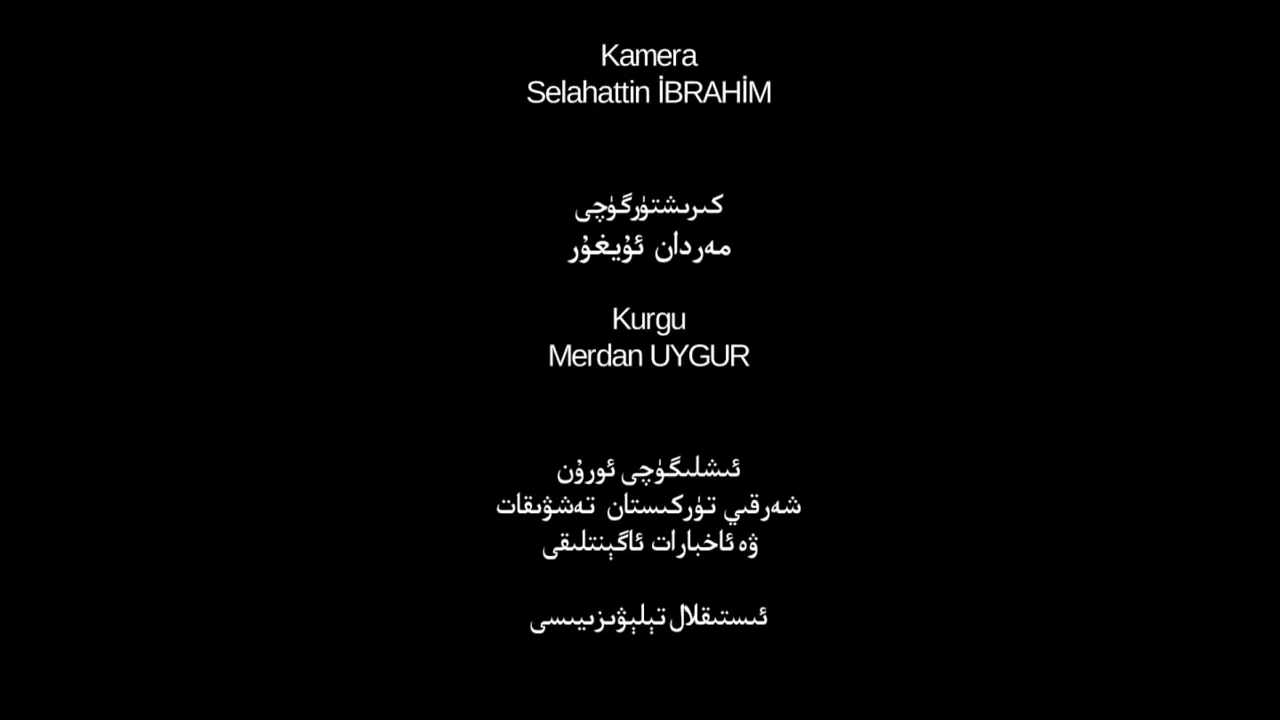 Kamera
Selahattin İBRAHİM
كىرىشتۈرگۈچى
مەردان ئۇيغۇر
Kurgu
Merdan UYGUR
ئىشلىگۈچى ئورۇن
شەرقىي تۈركىستان تەشۋىقات
ۋە ئاخبارات ئاگېنتلىقى
ئىستىقلال تېلېۋىزىيىسى